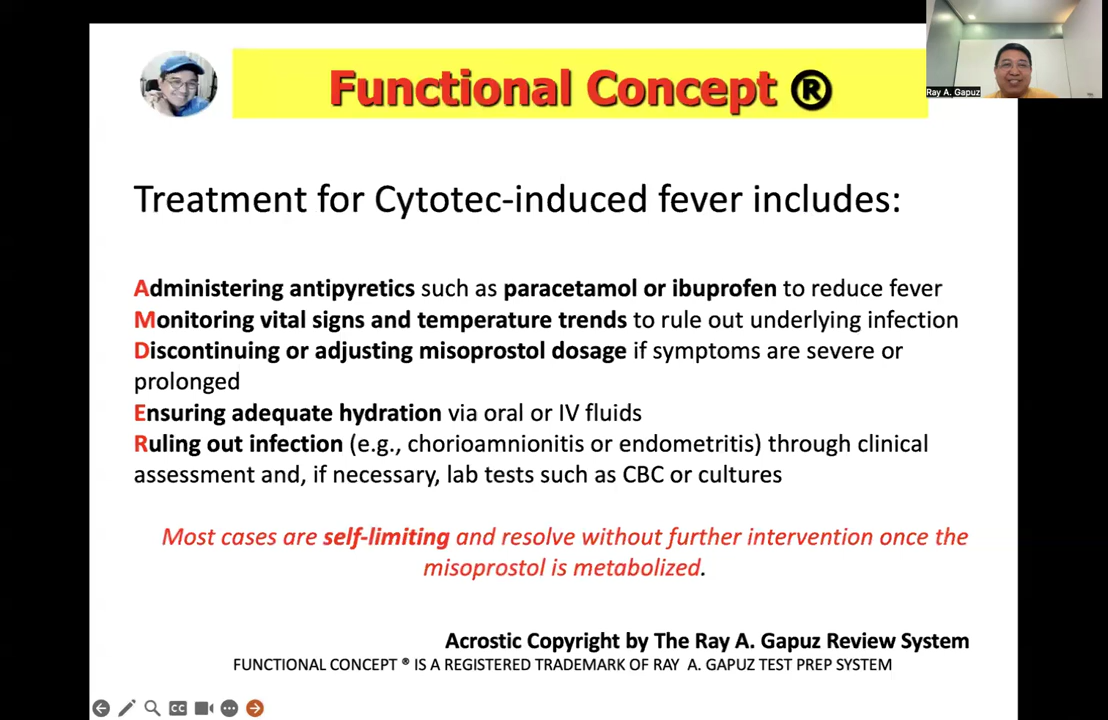 Functional Concept ®
Ray A. Gapuz
Treatment for Cytotec-induced fever includes:
Administering antipyretics such as paracetamol or ibuprofen to reduce fever
Monitoring vital signs and temperature trends to rule out underlying infection
Discontinuing or adjusting misoprostol dosage if symptoms are severe or
prolonged
Ensuring adequate hydration via oral or IV fluids
Ruling out infection (e.g., chorioamnionitis or endometritis) through clinical
assessment and, if necessary, lab tests such as CBC or cultures
Most cases are self-limiting and resolve without further intervention once the
misoprostol is metabolized.
Acrostic Copyright by The Ray A. Gapuz Review System
FUNCTIONAL CONCEPT ® IS A REGISTERED TRADEMARK OF RAY A. GAPUZ TEST PREP SYSTEM
CC